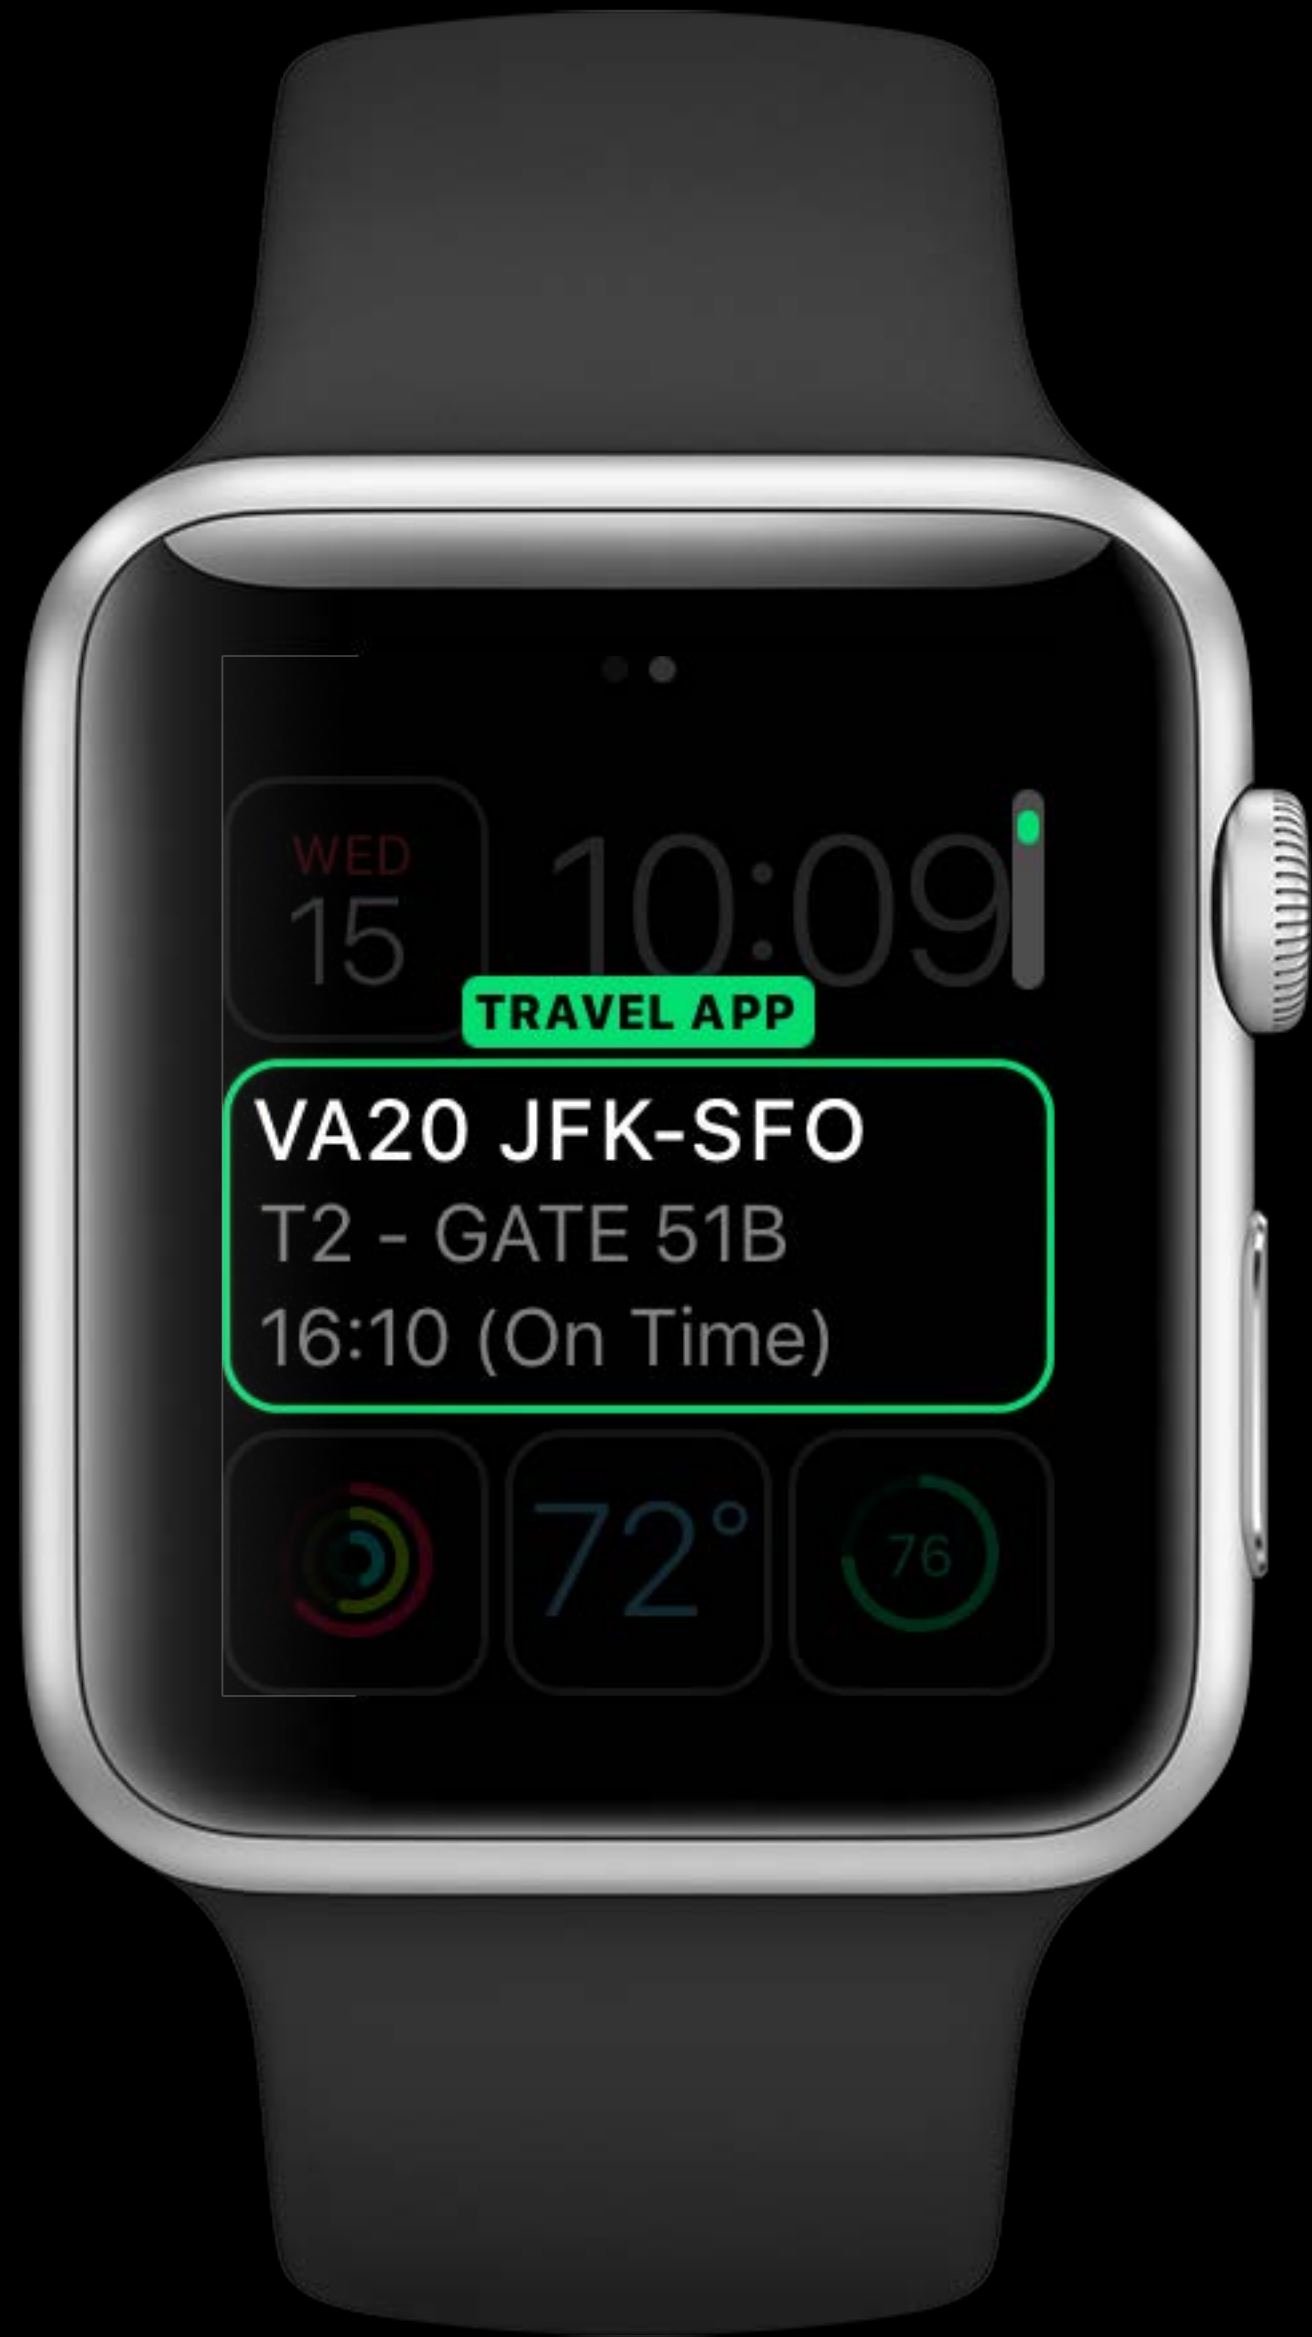 WED
15
10:09
TRAVEL APP
VA20 JFK-SFO
T2 - GATE 51B
16:10 (On Time)
72°
76